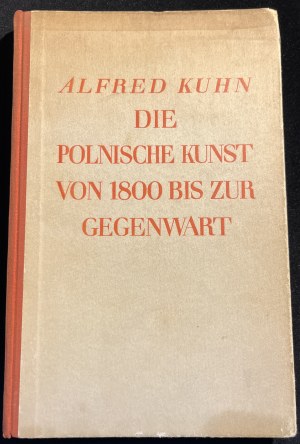 ALFRED KUHN
DIE
POLNISCHE KUNST
VON 1800 BIS ZUR
GEGENWART